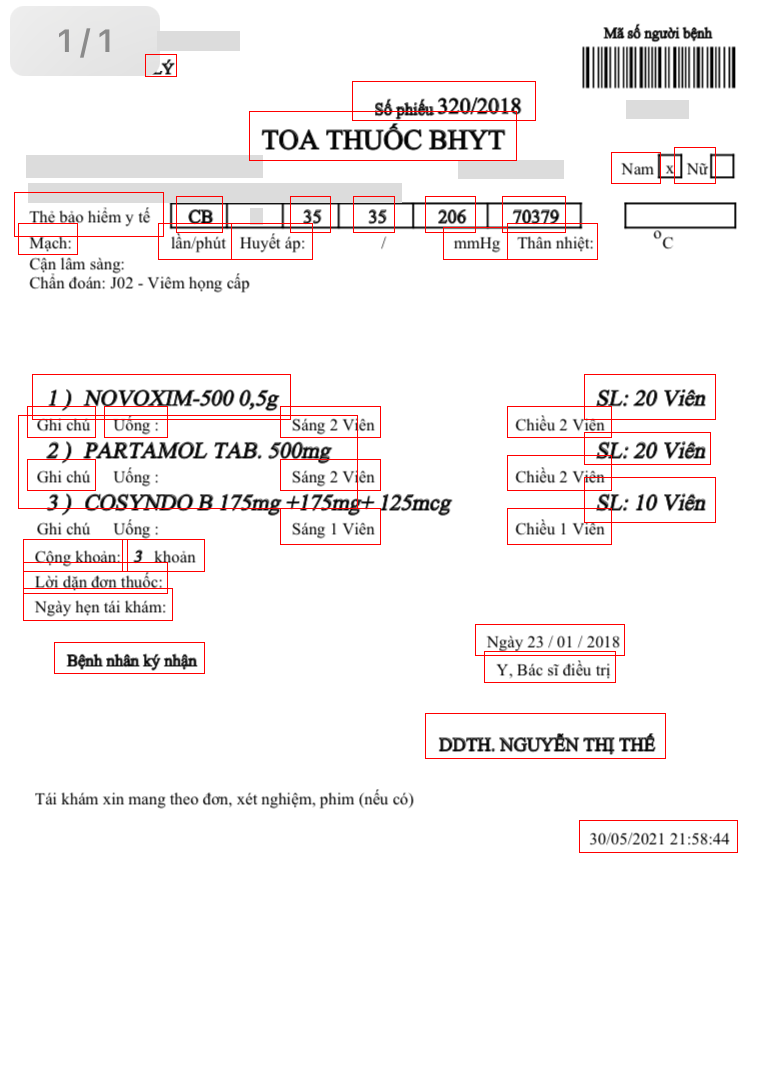 1/1
Mã số người bệnh
LÝ
Số phiếu 320/2018
TOA THUỐC BHYT
Nam x Nữ
Thẻ bảo hiểm y tế CB 35 35 206 70379
Mạch: lần/phút Huyết áp: / mmHg Thân nhiệt: °C
Cận lâm sàng:
Chẩn đoán: J02 - Viêm họng cấp
1 ) NOVOXIM-500 0,5g SL: 20 Viên
Ghi chú Uống : Sáng 2 Viên Chiều 2 Viên
2 ) PARTAMOL TAB. 500mg SL: 20 Viên
Ghi chú Uống : Sáng 2 Viên Chiều 2 Viên
3 ) COSYNDO B 175mg +175mg+ 125mcg SL: 10 Viên
Ghi chú Uống : Sáng 1 Viên Chiều 1 Viên
Cộng khoản: 3 khoản
Lời dặn đơn thuốc:
Ngày hẹn tái khám:
Ngày 23 / 01 / 2018
Bệnh nhân ký nhận
Y, Bác sĩ điều trị
DDTH. NGUYỄN THỊ THẾ
Tái khám xin mang theo đơn, xét nghiệm, phim (nếu có)
30/05/2021 21:58:44